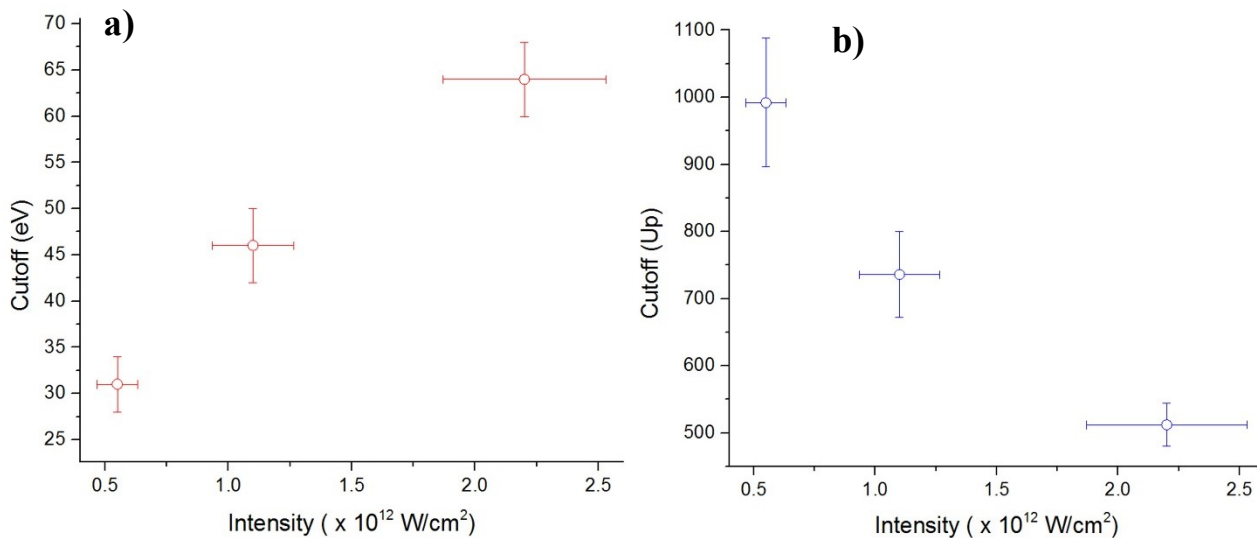 a)
70
65
60
55
50
45
40
35
30
25
Cutoff (eV)
0.5 1.0 1.5 2.0 2.5
Intensity ( x 10¹² W/cm²)
b)
1100
1000
900
800
700
600
500
Cutoff (Up)
0.5 1.0 1.5 2.0 2.5
Intensity ( x 10¹² W/cm²)